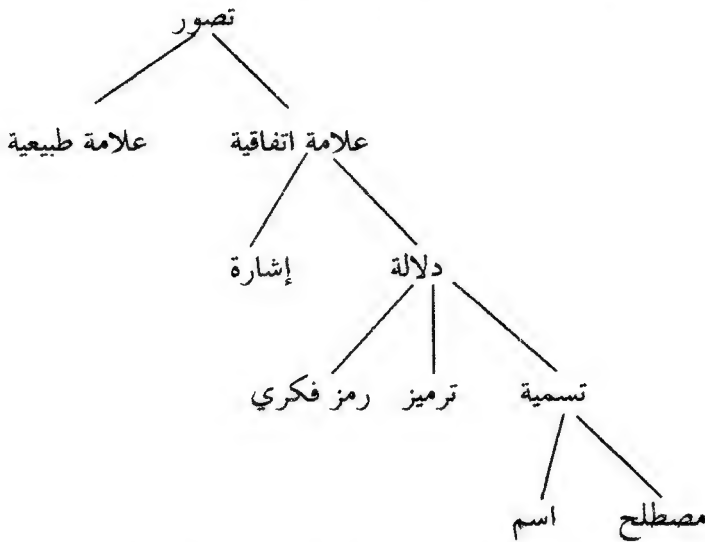 تصور
علامة اتفاقية علامة طبيعية
دلالة إشارة
تسمية ترميز رمز فكري
مصطلح اسم